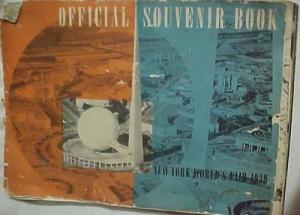 OFFICIAL SOUVENIR BOOK
NEW YORK WORLD'S FAIR 1939